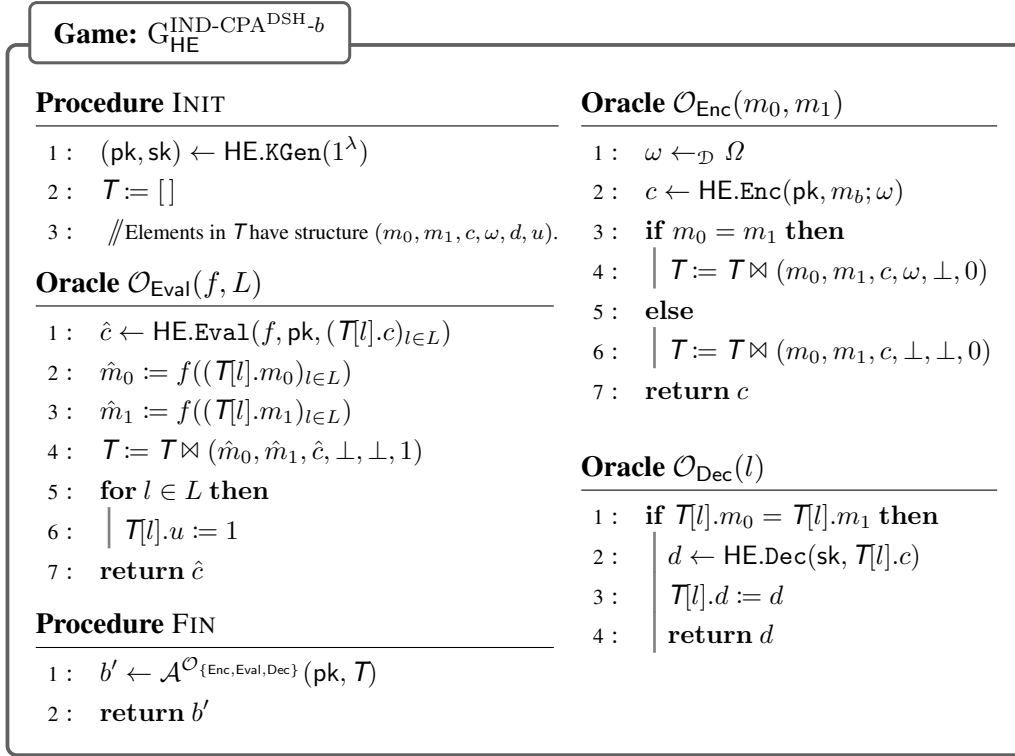 Game: G_HE^{IND-CPA^{DSH}-b}
Procedure INIT
1 : (pk, sk) ← HE.KGen(1^λ)
2 : T := [ ]
3 : // Elements in T have structure (m_0, m_1, c, ω, d, u).
Oracle O_Eval(f, L)
1 : ĉ ← HE.Eval(f, pk, (T[l].c)_{l∈L})
2 : m̂_0 := f((T[l].m_0)_{l∈L})
3 : m̂_1 := f((T[l].m_1)_{l∈L})
4 : T := T ⋈ (m̂_0, m̂_1, ĉ, ⊥, ⊥, 1)
5 : for l ∈ L then
6 : T[l].u := 1
7 : return ĉ
Procedure FIN
1 : b′ ← A^{O_{Enc,Eval,Dec}}(pk, T)
2 : return b′
Oracle O_Enc(m_0, m_1)
1 : ω ←_D Ω
2 : c ← HE.Enc(pk, m_b; ω)
3 : if m_0 = m_1 then
4 : T := T ⋈ (m_0, m_1, c, ω, ⊥, 0)
5 : else
6 : T := T ⋈ (m_0, m_1, c, ⊥, ⊥, 0)
7 : return c
Oracle O_Dec(l)
1 : if T[l].m_0 = T[l].m_1 then
2 : d ← HE.Dec(sk, T[l].c)
3 : T[l].d := d
4 : return d